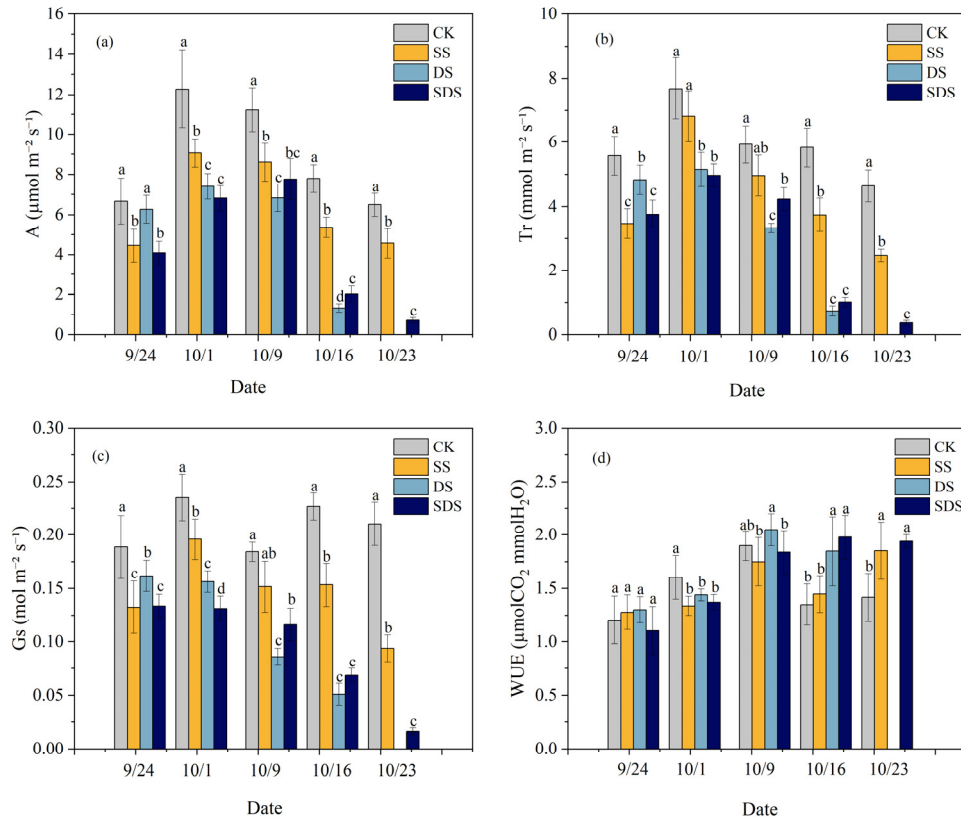 (a)
CK
SS
DS
SDS
A (μmol m⁻² s⁻¹)
16
14
12
10
8
6
4
2
0
a b a b
a b c c
a b c bc
a b d c
a b c
9/24 10/1 10/9 10/16 10/23
Date
(b)
CK
SS
DS
SDS
Tr (mmol m⁻² s⁻¹)
10
8
6
4
2
0
a c b c
a a b b
a ab c b
a b c c
a b c
9/24 10/1 10/9 10/16 10/23
Date
(c)
CK
SS
DS
SDS
Gs (mol m⁻² s⁻¹)
0.30
0.25
0.20
0.15
0.10
0.05
0.00
a c b c
a b c d
a ab c b
a b c c
a b c
9/24 10/1 10/9 10/16 10/23
Date
(d)
CK
SS
DS
SDS
WUE (μmolCO₂ mmolH₂O)
3.0
2.5
2.0
1.5
1.0
0.5
0.0
a a a a
a b b b
ab b a b
b b a a
b a a
9/24 10/1 10/9 10/16 10/23
Date